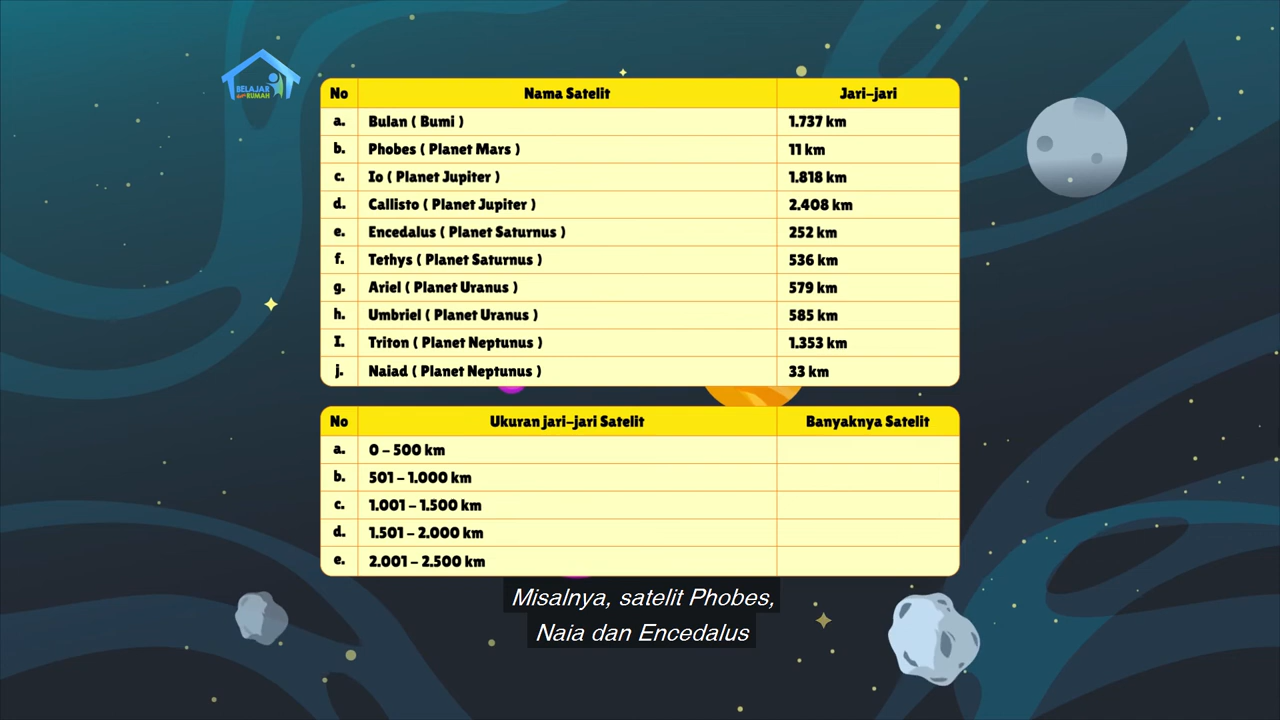 BELAJAR
dari RUMAH
No Nama Satelit Jari-jari
a. Bulan ( Bumi ) 1.737 km
b. Phobes ( Planet Mars ) 11 km
c. Io ( Planet Jupiter ) 1.818 km
d. Callisto ( Planet Jupiter ) 2.408 km
e. Encedalus ( Planet Saturnus ) 252 km
f. Tethys ( Planet Saturnus ) 536 km
g. Ariel ( Planet Uranus ) 579 km
h. Umbriel ( Planet Uranus ) 585 km
I. Triton ( Planet Neptunus ) 1.353 km
j. Naiad ( Planet Neptunus ) 33 km
No Ukuran jari-jari Satelit Banyaknya Satelit
a. 0 - 500 km
b. 501 - 1.000 km
c. 1.001 - 1.500 km
d. 1.501 - 2.000 km
e. 2.001 - 2.500 km
Misalnya, satelit Phobes,
Naia dan Encedalus